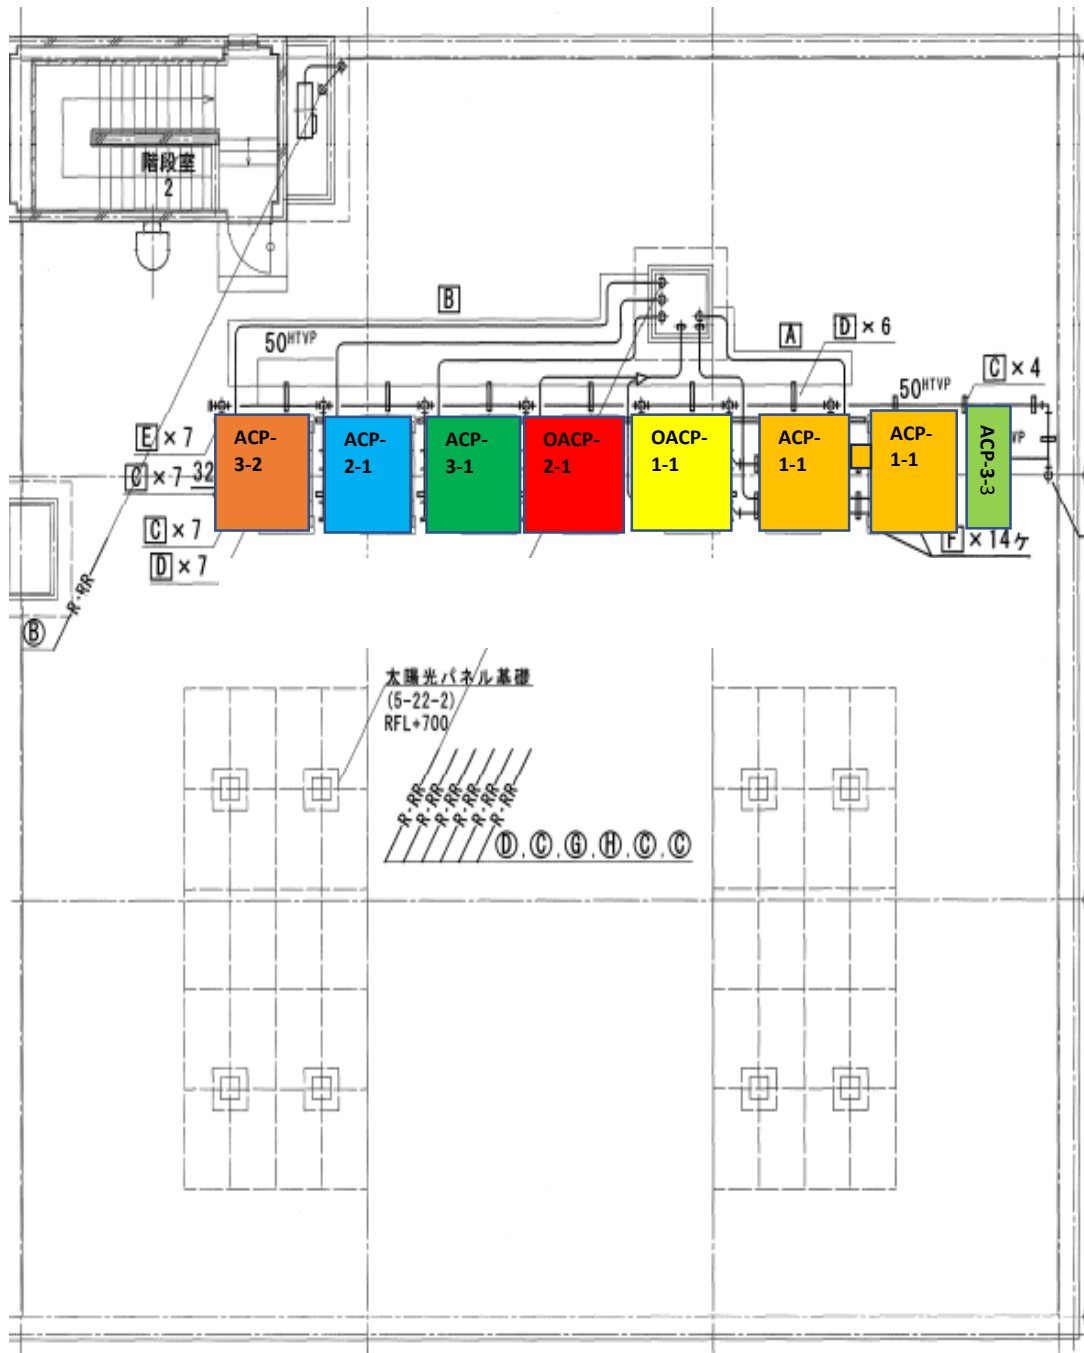 階段室
2
B
50HTVP
A
D × 6
C × 4
50HTVP
E × 7
C × 7 32
C × 7
D × 7
ACP-
3-2
ACP-
2-1
ACP-
3-1
OACP-
2-1
OACP-
1-1
ACP-
1-1
ACP-
1-1
ACP-3-3
VP
F × 14ケ
R·RR
B
太陽光パネル基礎
(5-22-2)
RFL+700
R·RR
R·RR
R·RR
R·RR
R·RR
R·RR
D,C,G,H,C,C